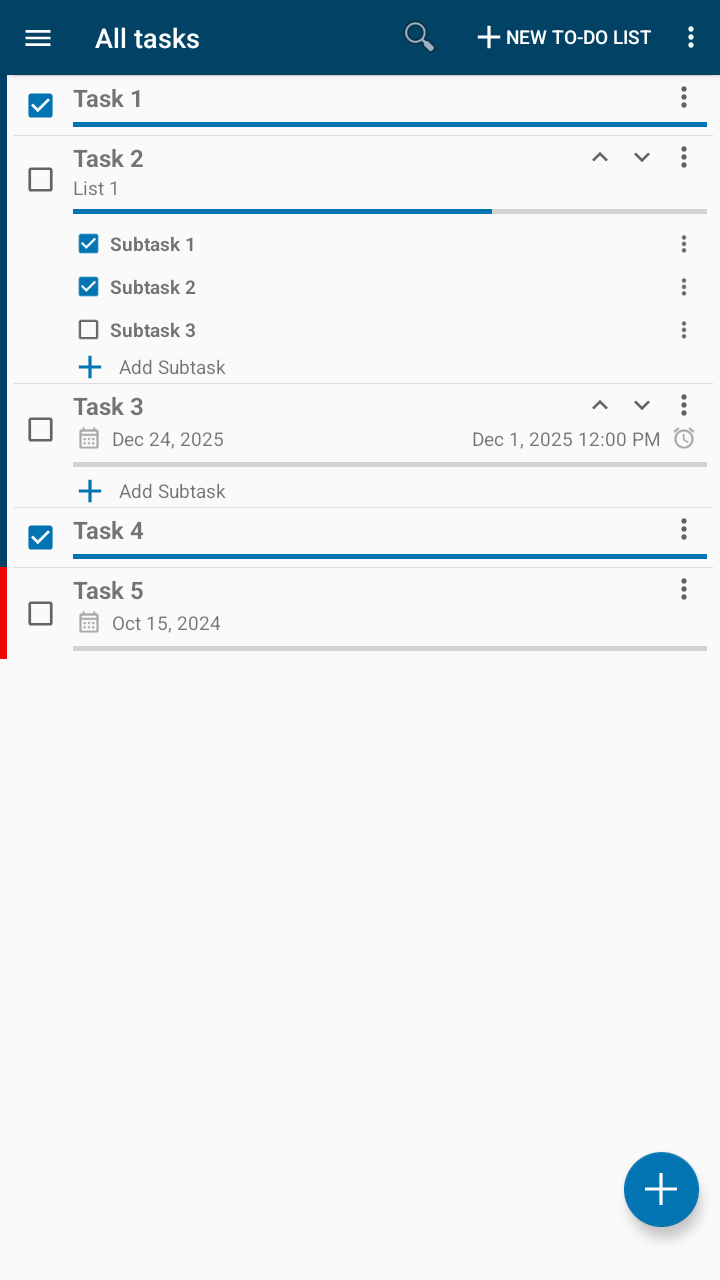 All tasks
NEW TO-DO LIST
Task 1
Task 2
List 1
Subtask 1
Subtask 2
Subtask 3
Add Subtask
Task 3
Dec 24, 2025 Dec 1, 2025 12:00 PM
Add Subtask
Task 4
Task 5
Oct 15, 2024